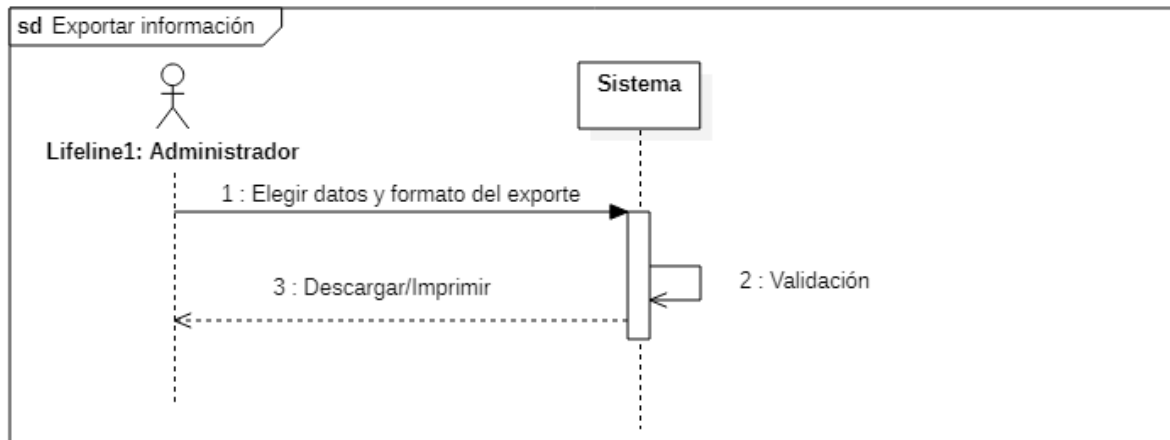 sd Exportar información
Sistema
Lifeline1: Administrador
1 : Elegir datos y formato del exporte
2 : Validación
3 : Descargar/Imprimir